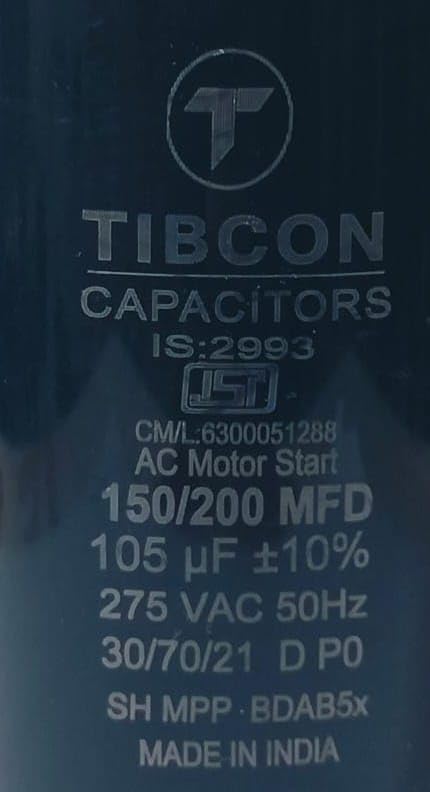 T
TIBCON
CAPACITORS
IS:2993
ISI
CM/L:6300051288
AC Motor Start
150/200 MFD
105 µF ±10%
275 VAC 50Hz
30/70/21 D P0
SH MPP · BDAB5x
MADE IN INDIA